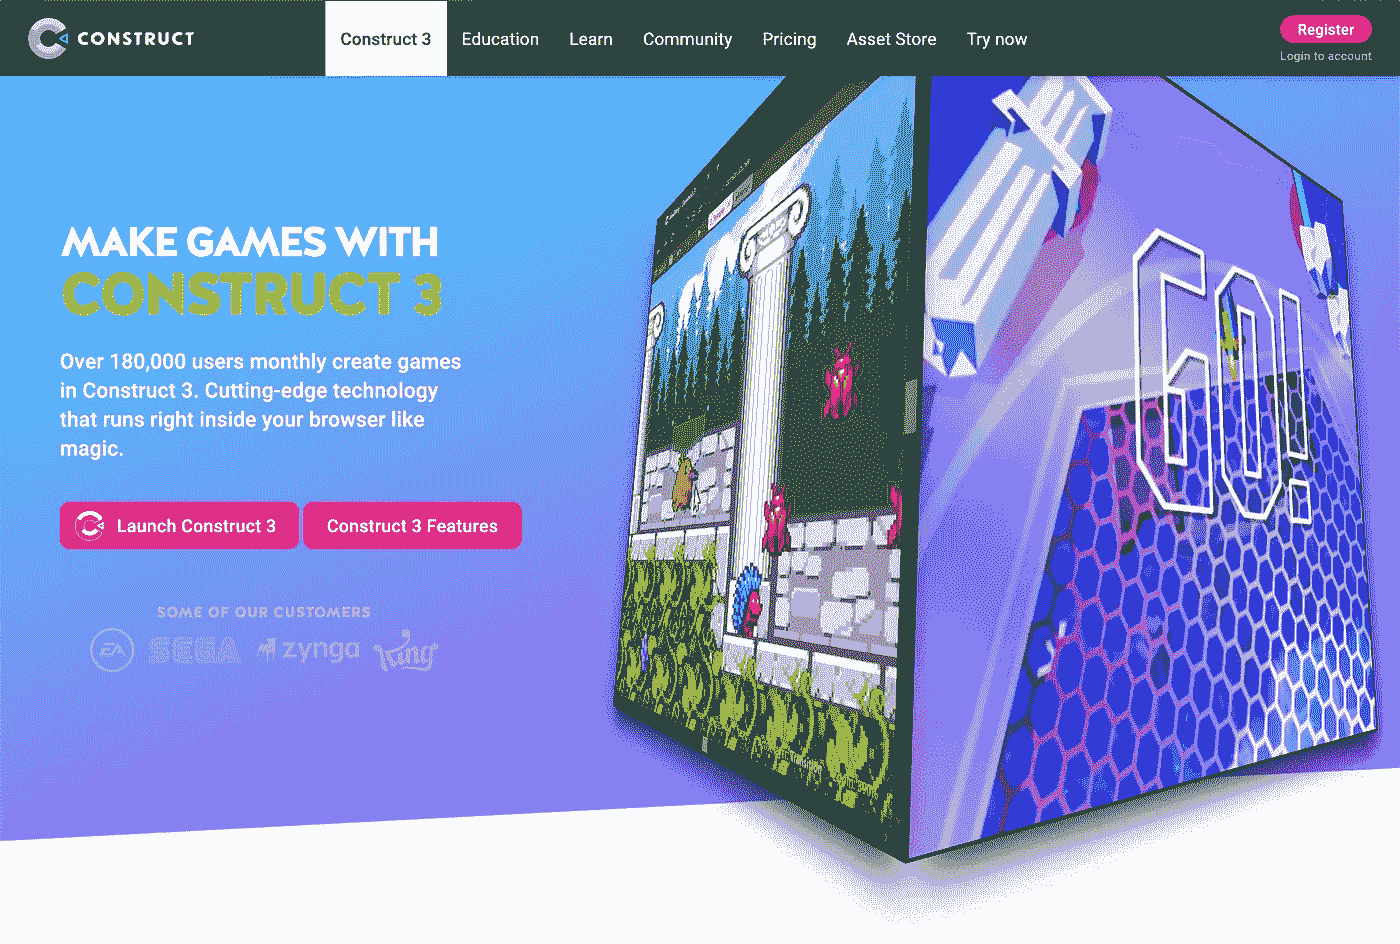 CONSTRUCT
Construct 3 Education Learn Community Pricing Asset Store Try now
Register
Login to account
MAKE GAMES WITH
CONSTRUCT 3
Over 180,000 users monthly create games
in Construct 3. Cutting-edge technology
that runs right inside your browser like
magic.
Launch Construct 3 Construct 3 Features
SOME OF OUR CUSTOMERS
EA SEGA zynga King
GO!